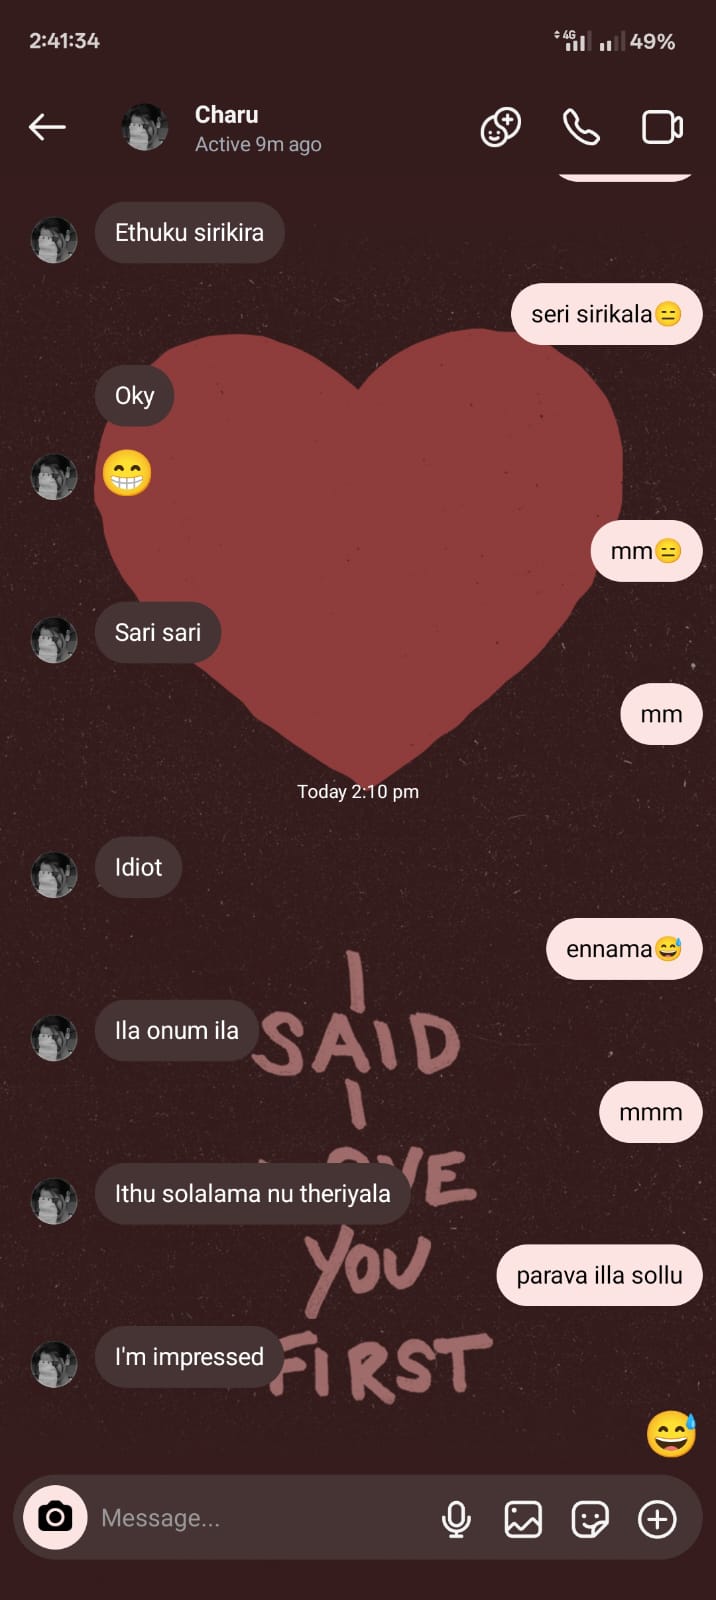 2:41:34
4G 49%
Charu
Active 9m ago
Ethuku sirikira
seri sirikala😑
Oky
😁
mm😑
Sari sari
mm
Today 2:10 pm
Idiot
ennama😅
I
Ila onum ila
SAID
I
mmm
Ithu solalama nu theriyala
YOU
parava illa sollu
I'm impressed
FIRST
😅
Message...